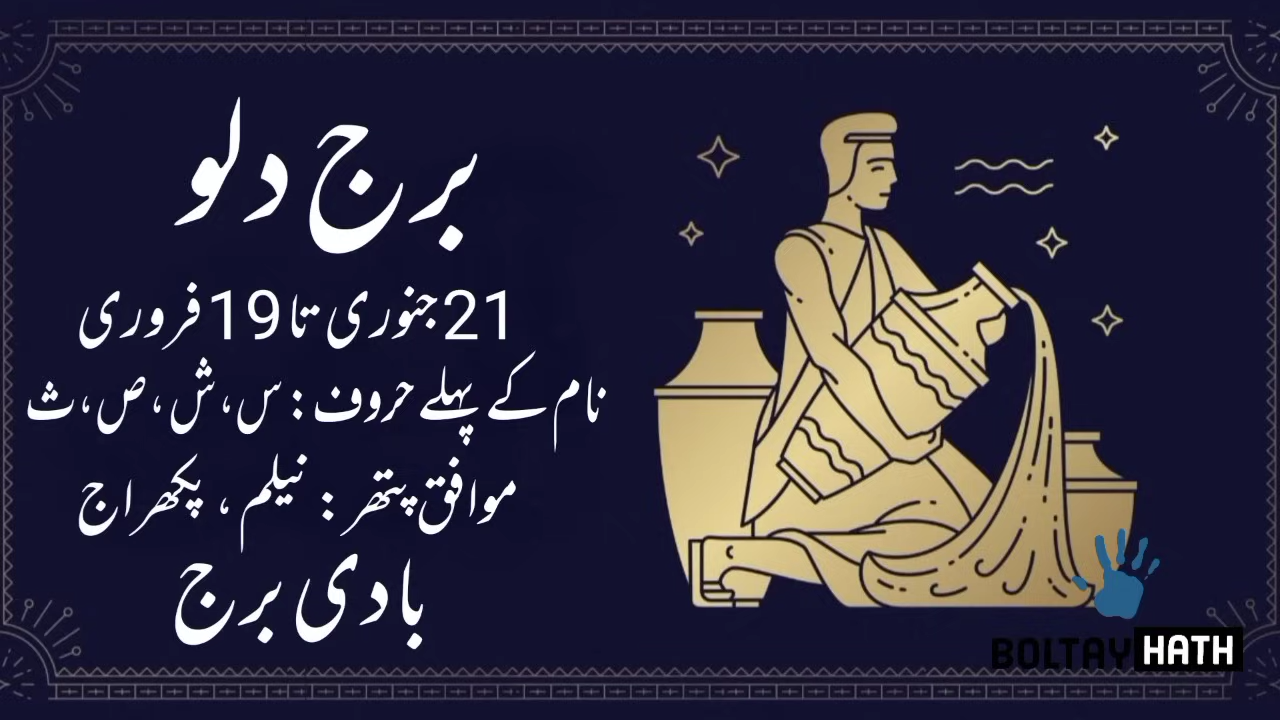 برج دلو
21 جنوری تا 19 فروری
نام کے پہلے حروف : س، ش، ص، ث
موافق پتھر : نیلم ، پکھراج
بادی برج
BOLTAY HATH